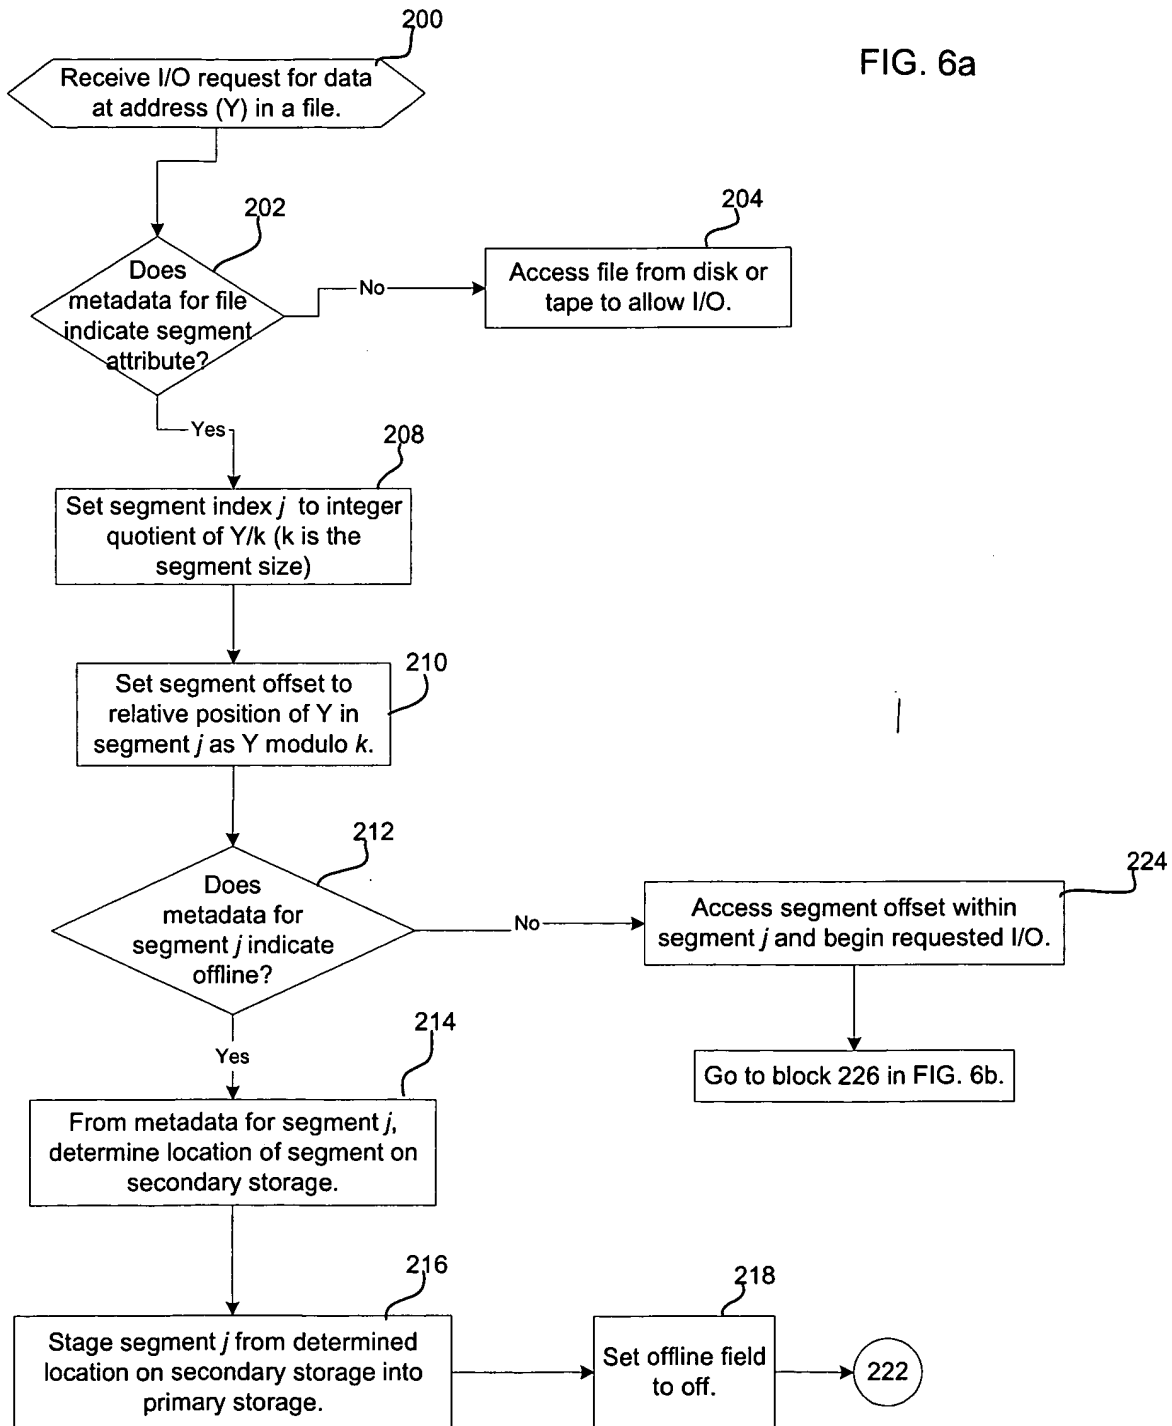 200
FIG. 6a
Receive I/O request for data
at address (Y) in a file.
202
204
Does
metadata for file
indicate segment
attribute?
No
Access file from disk or
tape to allow I/O.
Yes
208
Set segment index j to integer
quotient of Y/k (k is the
segment size)
210
Set segment offset to
relative position of Y in
segment j as Y modulo k.
212
Does
metadata for
segment j indicate
offline?
No
224
Access segment offset within
segment j and begin requested I/O.
Go to block 226 in FIG. 6b.
Yes
214
From metadata for segment j,
determine location of segment on
secondary storage.
216
Stage segment j from determined
location on secondary storage into
primary storage.
218
Set offline field
to off.
222